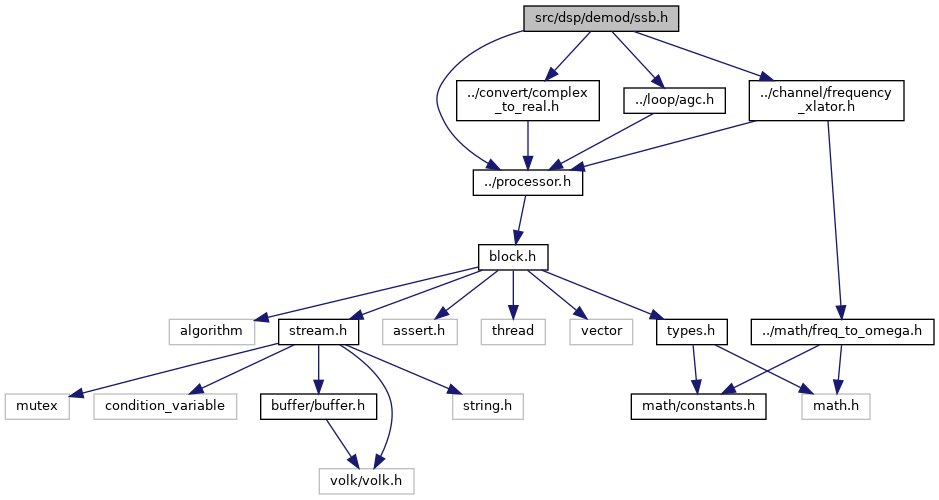 src/dsp/demod/ssb.h
../convert/complex
_to_real.h
../loop/agc.h
../channel/frequency
_xlator.h
../processor.h
block.h
algorithm
stream.h
assert.h
thread
vector
types.h
../math/freq_to_omega.h
mutex
condition_variable
buffer/buffer.h
string.h
math/constants.h
math.h
volk/volk.h